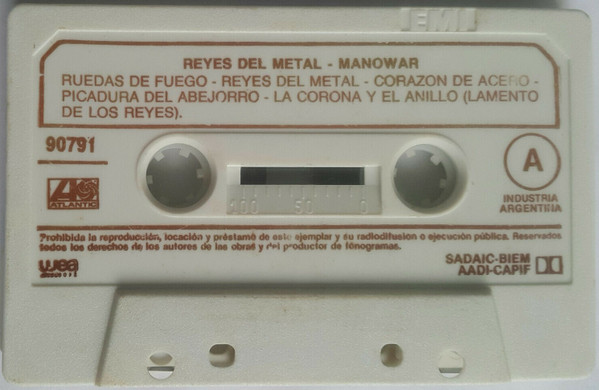 EMI
REYES DEL METAL - MANOWAR
RUEDAS DE FUEGO - REYES DEL METAL - CORAZON DE ACERO -
PICADURA DEL ABEJORRO - LA CORONA Y EL ANILLO (LAMENTO
DE LOS REYES).
90791
A
ATLANTIC
INDUSTRIA
ARGENTINA
100 50 0
Prohibida la reproducción, locación y préstamo de este ejemplar y su radiodifusion o ejecución pública. Reservados
todos los derechos de los autores de las obras y del productor de fonogramas.
wea
SADAIC-BIEM
AADI-CAPIF